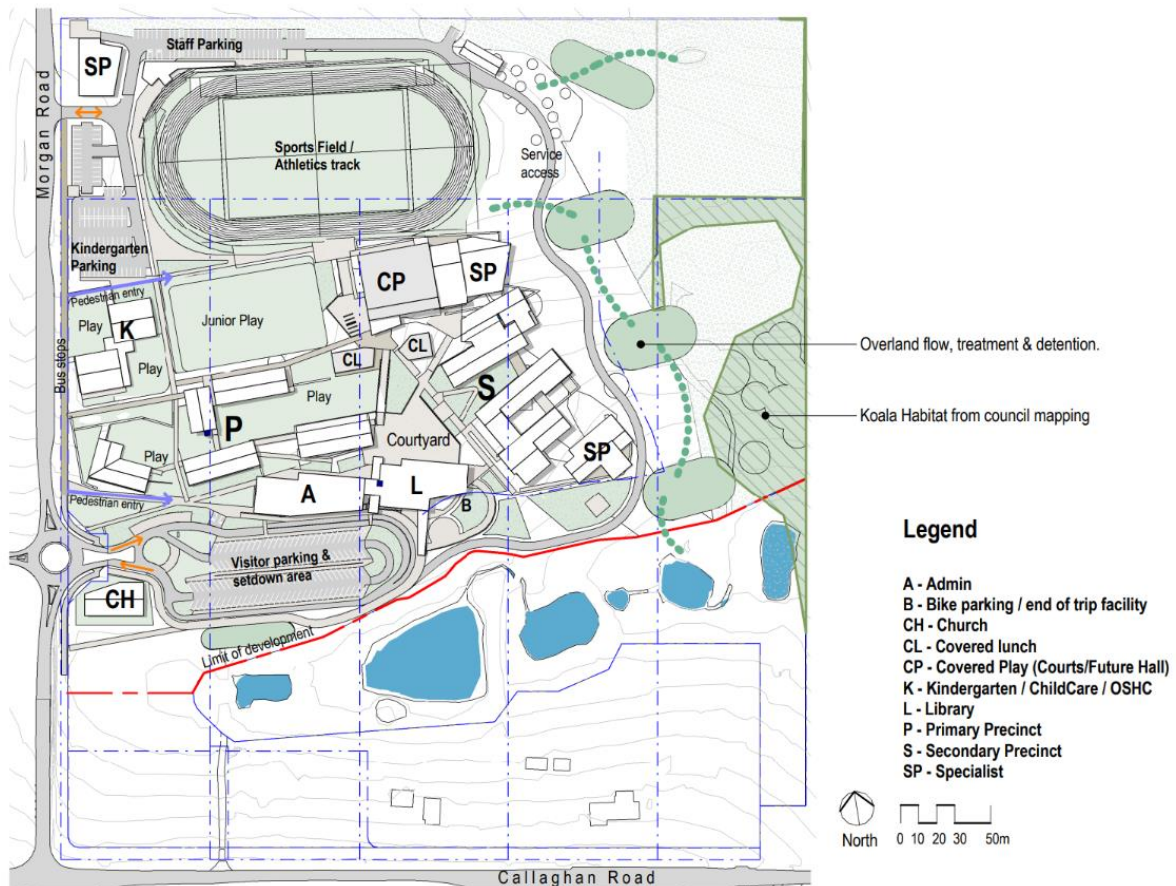 Staff Parking
SP
Morgan Road
Sports Field /
Athletics track
Service
access
Kindergarten
Parking
Pedestrian entry
CP
SP
Play
K
Junior Play
Bus stops
Play
CL
CL
Play
S
P
Courtyard
Play
SP
Pedestrian entry
A
L
B
Visitor parking &
setdown area
CH
Limit of development
Callaghan Road
Overland flow, treatment & detention.
Koala Habitat from council mapping
Legend
A - Admin
B - Bike parking / end of trip facility
CH - Church
CL - Covered lunch
CP - Covered Play (Courts/Future Hall)
K - Kindergarten / ChildCare / OSHC
L - Library
P - Primary Precinct
S - Secondary Precinct
SP - Specialist
North
0 10 20 30 50m